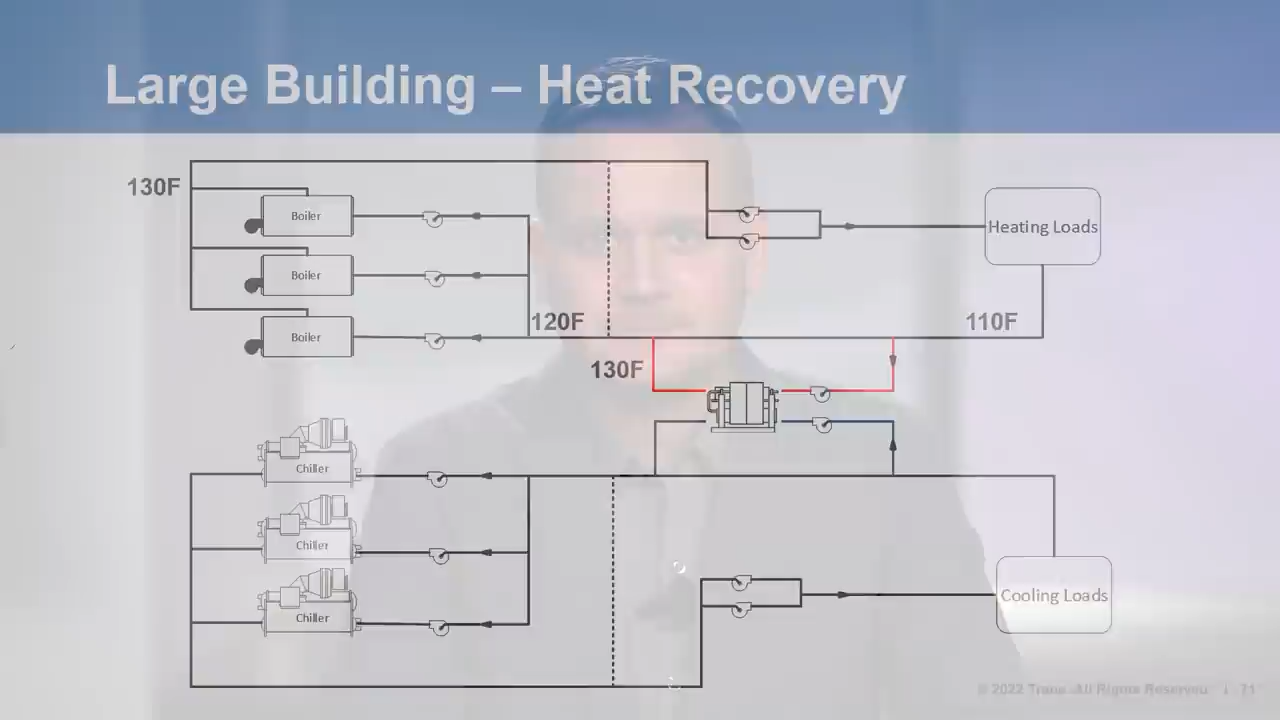 Large Building – Heat Recovery
130F
Boiler
Heating Loads
Boiler
120F
110F
Boiler
130F
Chiller
Chiller
Cooling Loads
Chiller
© 2022 Trane All Rights Reserved | 71